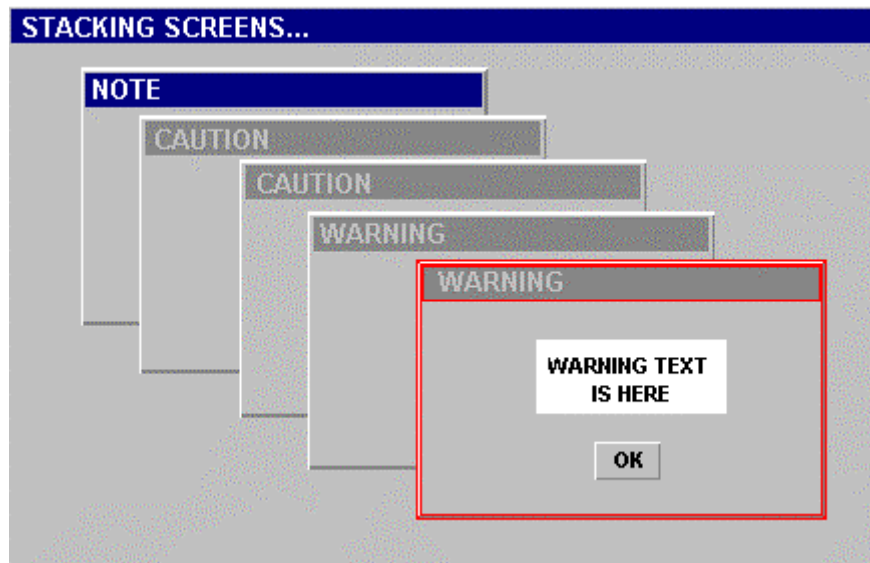 STACKING SCREENS...
NOTE
CAUTION
CAUTION
WARNING
WARNING
WARNING TEXT
IS HERE
OK